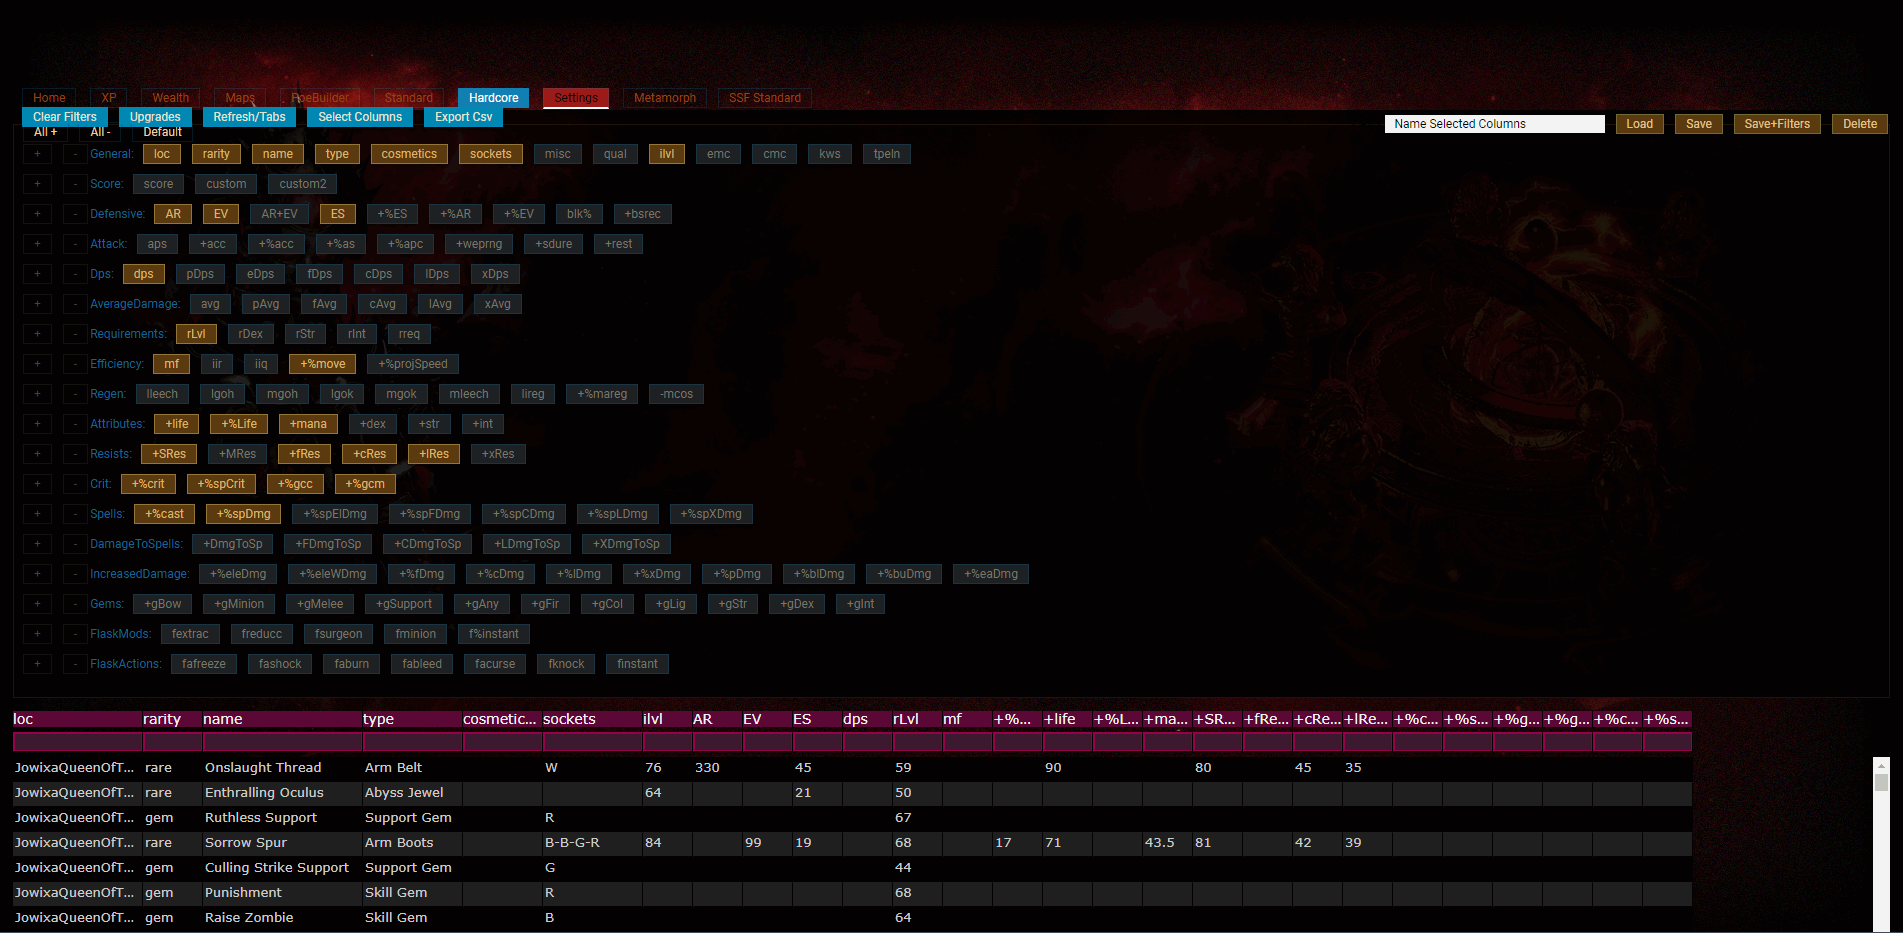 Home XP Wealth Maps PoeBuilder Standard Hardcore Settings Metamorph SSF Standard
Clear Filters Upgrades Refresh/Tabs Select Columns Export Csv
Name Selected Columns Load Save Save+Filters Delete
All + All - Default
+ - General: loc rarity name type cosmetics sockets misc qual ilvl emc cmc kws tpeIn
+ - Score: score custom custom2
+ - Defensive: AR EV AR+EV ES +%ES +%AR +%EV blk% +bsrec
+ - Attack: aps +acc +%acc +%as +%apc +weprng +sdure +rest
+ - Dps: dps pDps eDps fDps cDps lDps xDps
+ - AverageDamage: avg pAvg fAvg cAvg lAvg xAvg
+ - Requirements: rLvl rDex rStr rInt rreq
+ - Efficiency: mf iir iiq +%move +%projSpeed
+ - Regen: lleech lgoh mgoh lgok mgok mleech lireg +%mareg -mcos
+ - Attributes: +life +%Life +mana +dex +str +int
+ - Resists: +SRes +MRes +fRes +cRes +lRes +xRes
+ - Crit: +%crit +%spCrit +%gcc +%gcm
+ - Spells: +%cast +%spDmg +%spElDmg +%spFDmg +%spCDmg +%spLDmg +%spXDmg
+ - DamageToSpells: +DmgToSp +FDmgToSp +CDmgToSp +LDmgToSp +XDmgToSp
+ - IncreasedDamage: +%eleDmg +%eleWDmg +%fDmg +%cDmg +%lDmg +%xDmg +%pDmg +%blDmg +%buDmg +%eaDmg
+ - Gems: +gBow +gMinion +gMelee +gSupport +gAny +gFir +gCol +gLig +gStr +gDex +gInt
+ - FlaskMods: fextrac freducc fsurgeon fminion f%instant
+ - FlaskActions: fafreeze fashock faburn fableed facurse fknock finstant
loc rarity name type cosmetic... sockets ilvl AR EV ES dps rLvl mf +%... +life +%L... +ma... +SR... +fRe... +cRe... +lRe... +%c... +%s... +%g... +%g... +%c... +%s...
JowixaQueenOfT... rare Onslaught Thread Arm Belt W 76 330 45 59 90 80 45 35
JowixaQueenOfT... rare Enthralling Oculus Abyss Jewel 64 21 50
JowixaQueenOfT... gem Ruthless Support Support Gem R 67
JowixaQueenOfT... rare Sorrow Spur Arm Boots B-B-G-R 84 99 19 68 17 71 43.5 81 42 39
JowixaQueenOfT... gem Culling Strike Support Support Gem G 44
JowixaQueenOfT... gem Punishment Skill Gem R 68
JowixaQueenOfT... gem Raise Zombie Skill Gem B 64